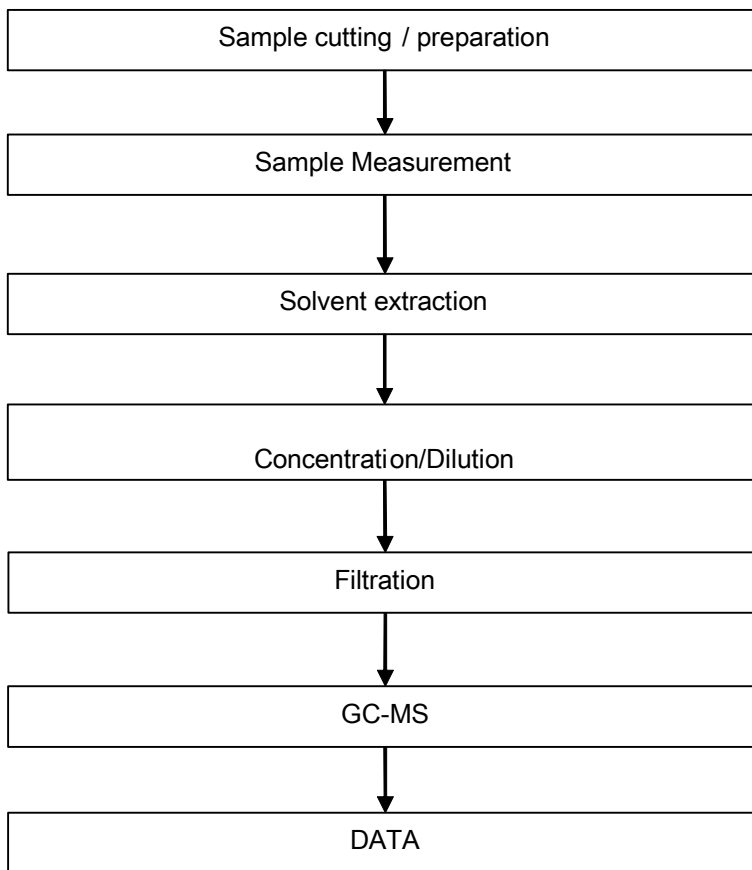 Sample cutting / preparation
Sample Measurement
Solvent extraction
Concentration/Dilution
Filtration
GC-MS
DATA